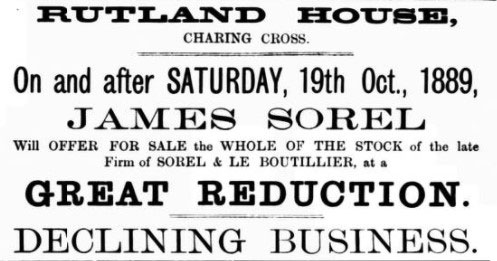 RUTLAND HOUSE,
CHARING CROSS.
On and after SATURDAY, 19th Oct., 1889,
JAMES SOREL
Will OFFER FOR SALE the WHOLE OF THE STOCK of the late
Firm of SOREL & LE BOUTILLIER, at a
GREAT REDUCTION.
DECLINING BUSINESS.